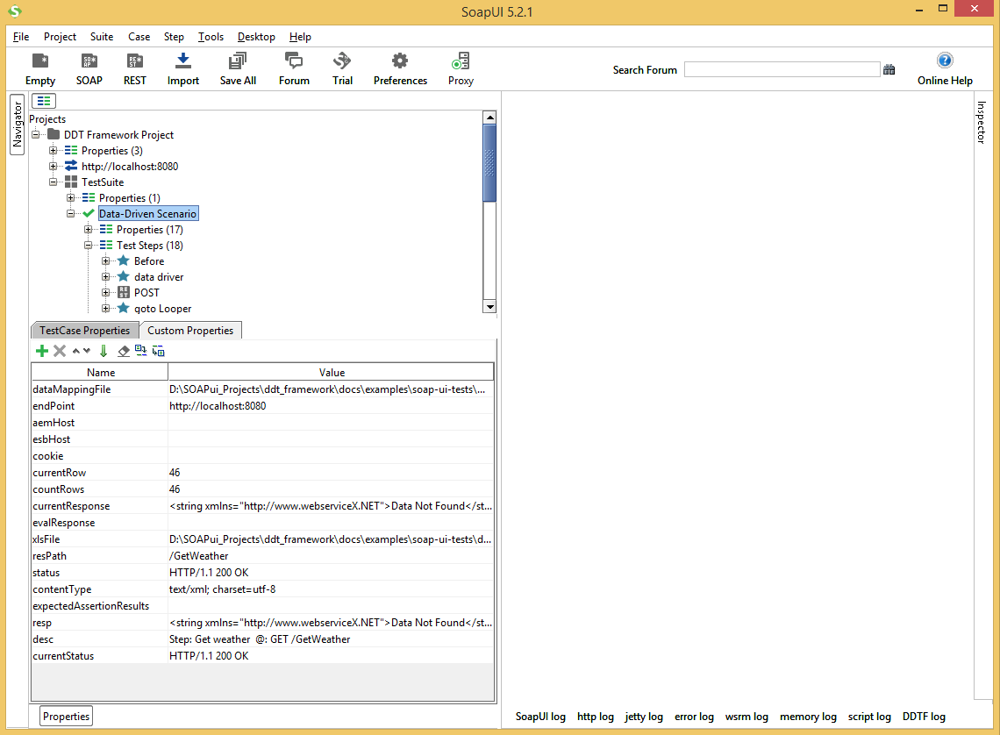 SoapUI 5.2.1
File Project Suite Case Step Tools Desktop Help
Empty SOAP REST Import Save All Forum Trial Preferences Proxy Search Forum Online Help
Navigator
Inspector
Projects
DDT Framework Project
Properties (3)
http://localhost:8080
TestSuite
Properties (1)
Data-Driven Scenario
Properties (17)
Test Steps (18)
Before
data driver
POST
goto Looper
TestCase Properties Custom Properties
Name Value
dataMappingFile D:\SOAPui_Projects\ddt_framework\docs\examples\soap-ui-tests\...
endPoint http://localhost:8080
aemHost
esbHost
cookie
currentRow 46
countRows 46
currentResponse <string xmlns="http://www.webserviceX.NET">Data Not Found</st...
evalResponse
xlsFile D:\SOAPui_Projects\ddt_framework\docs\examples\soap-ui-tests\d...
resPath /GetWeather
status HTTP/1.1 200 OK
contentType text/xml; charset=utf-8
expectedAssertionResults
resp <string xmlns="http://www.webserviceX.NET">Data Not Found</st...
desc Step: Get weather @: GET /GetWeather
currentStatus HTTP/1.1 200 OK
Properties
SoapUI log http log jetty log error log wsrm log memory log script log DDTF log